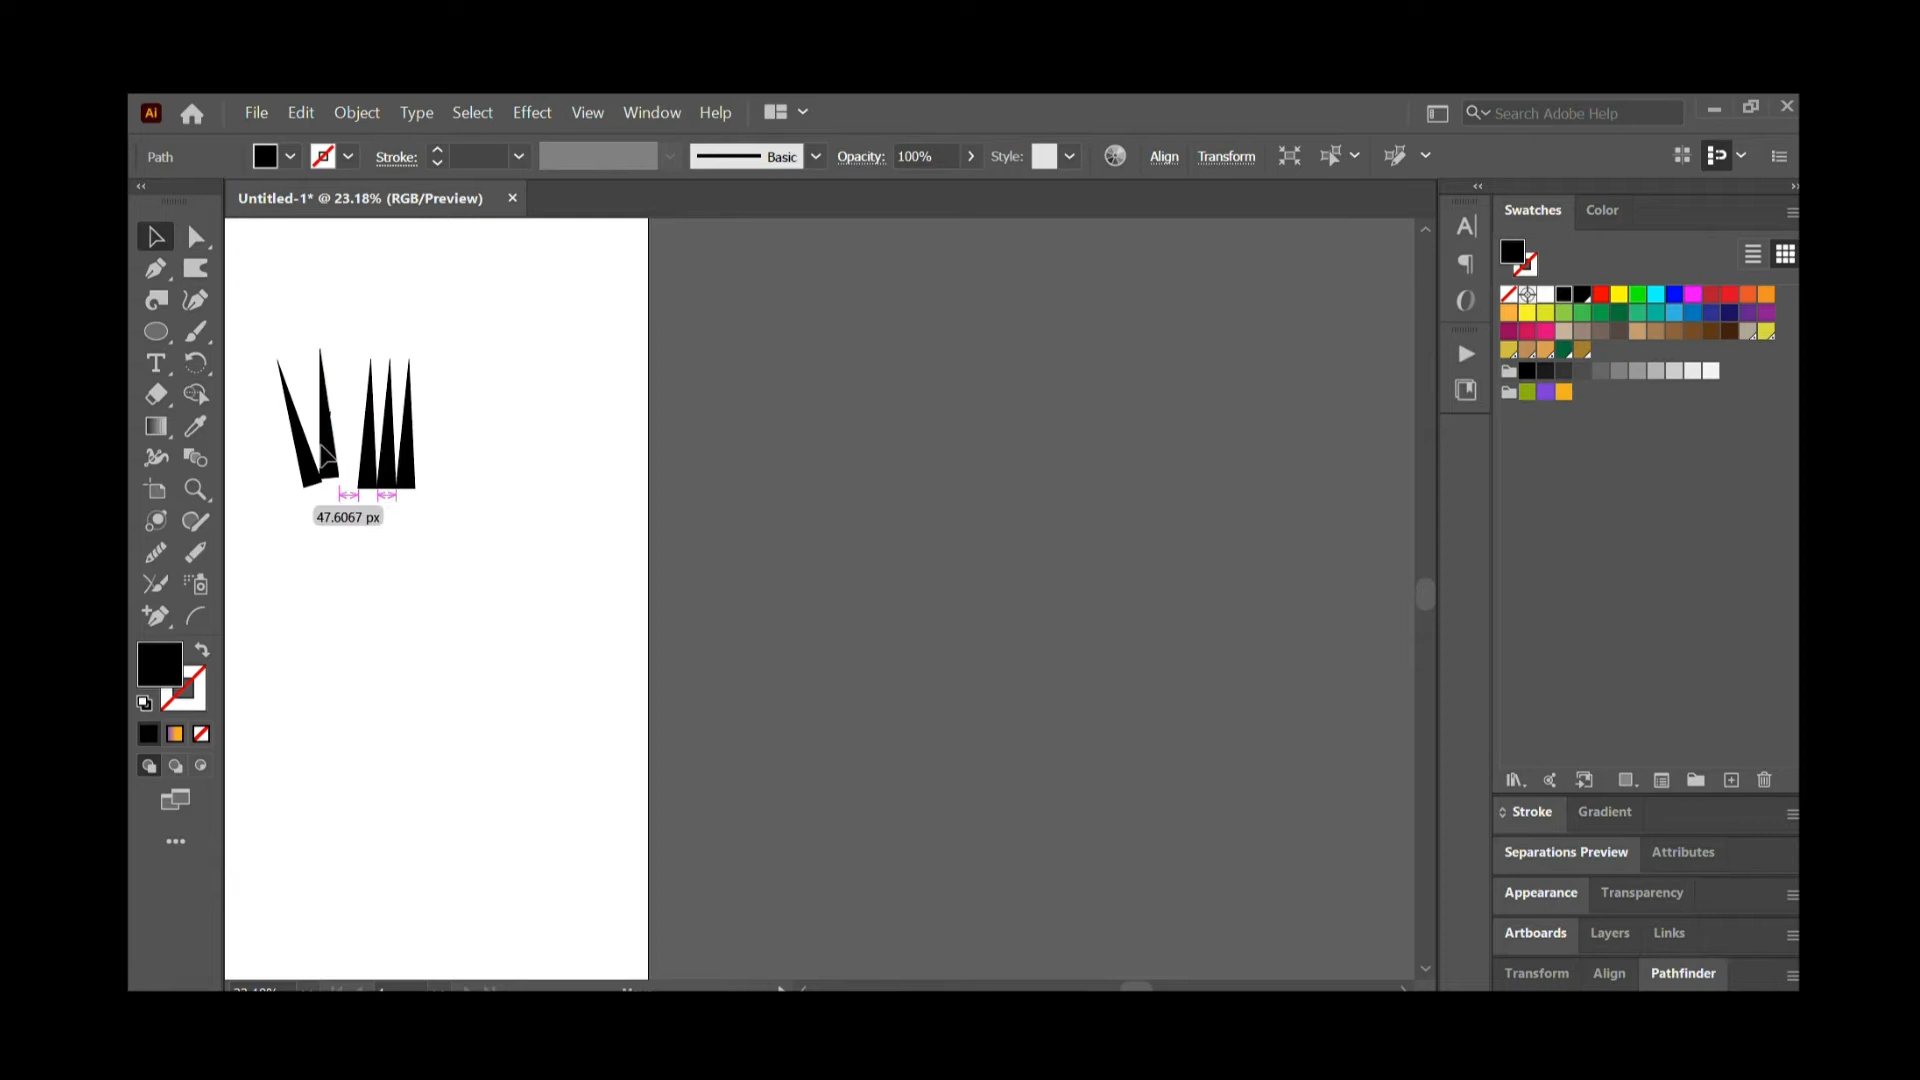 Ai File Edit Object Type Select Effect View Window Help Search Adobe Help
Path Stroke: Basic Opacity: 100% Style: Align Transform
Untitled-1* @ 23.18% (RGB/Preview)
Swatches Color
47.6067 px
Stroke Gradient
Separations Preview Attributes
Appearance Transparency
Artboards Layers Links
Transform Align Pathfinder